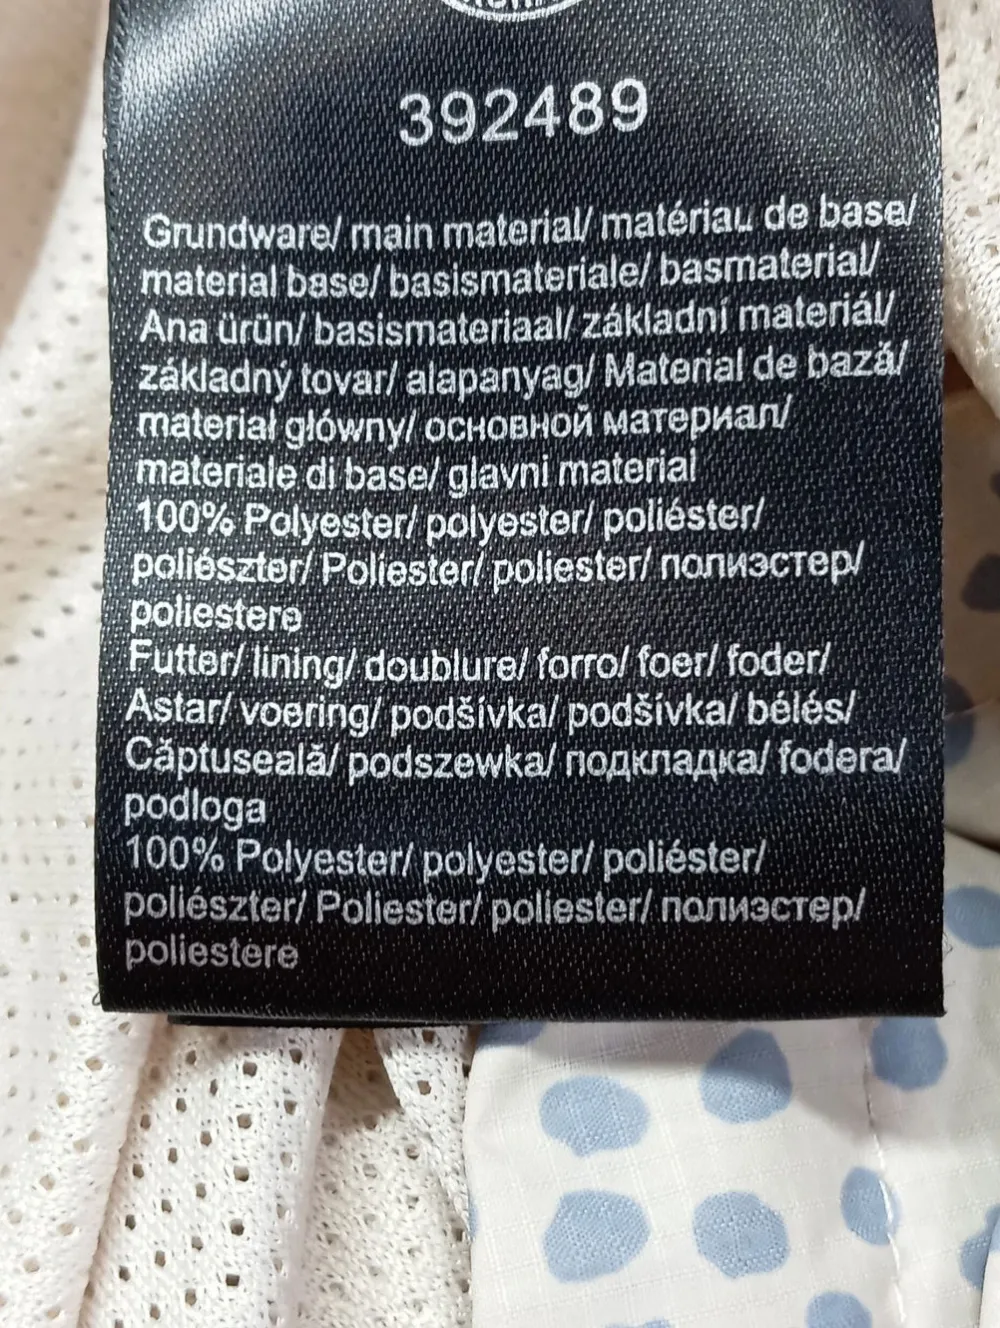 392489
Grundware/ main material/ matériau de base/
material base/ basismateriale/ basmaterial/
Ana ürün/ basismateriaal/ základní materiál/
základný tovar/ alapanyag/ Material de bază/
materiał główny/ основной материал/
materiale di base/ glavni material
100% Polyester/ polyester/ poliéster/
poliészter/ Poliester/ poliester/ полиэстер/
poliestere
Futter/ lining/ doublure/ forro/ foer/ foder/
Astar/ voering/ podšívka/ podšívka/ bélés/
Căptuseală/ podszewka/ подкладка/ fodera/
podloga
100% Polyester/ polyester/ poliéster/
poliészter/ Poliester/ poliester/ полиэстер/
poliestere